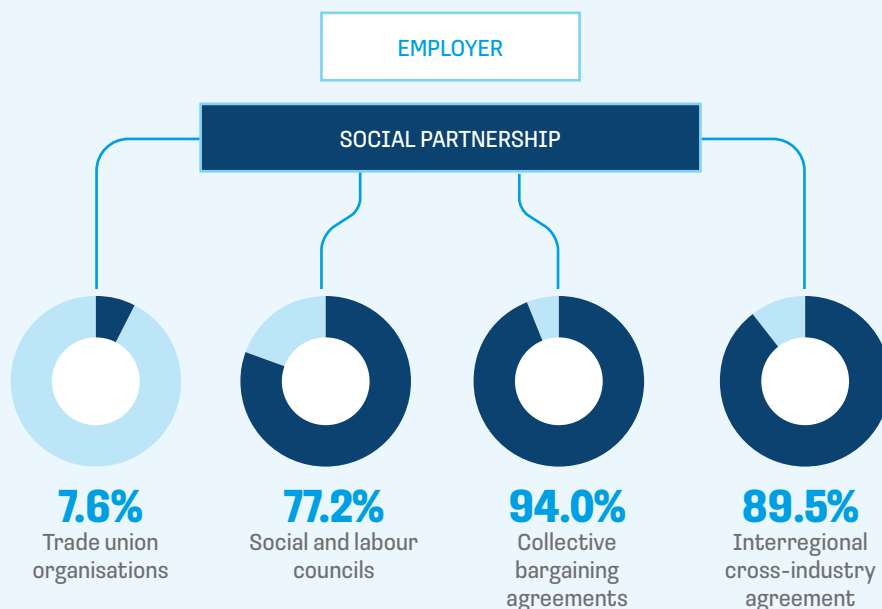 EMPLOYER
SOCIAL PARTNERSHIP
7.6%
Trade union
organisations
77.2%
Social and labour
councils
94.0%
Collective
bargaining
agreements
89.5%
Interregional
cross-industry
agreement